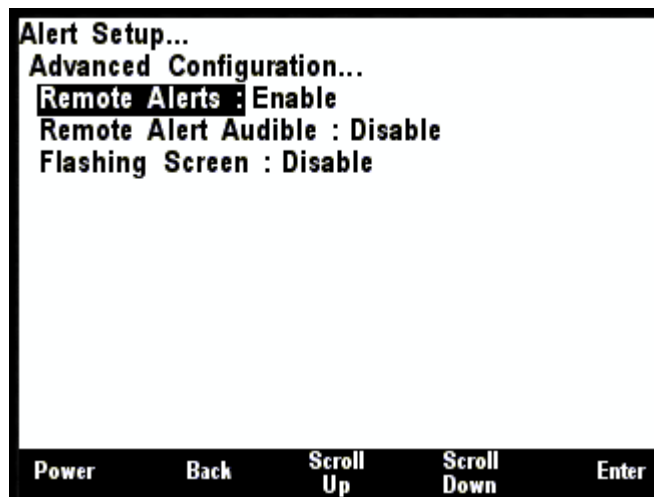 Alert Setup...
Advanced Configuration...
Remote Alerts : Enable
Remote Alert Audible : Disable
Flashing Screen : Disable
Power Back Scroll Up Scroll Down Enter